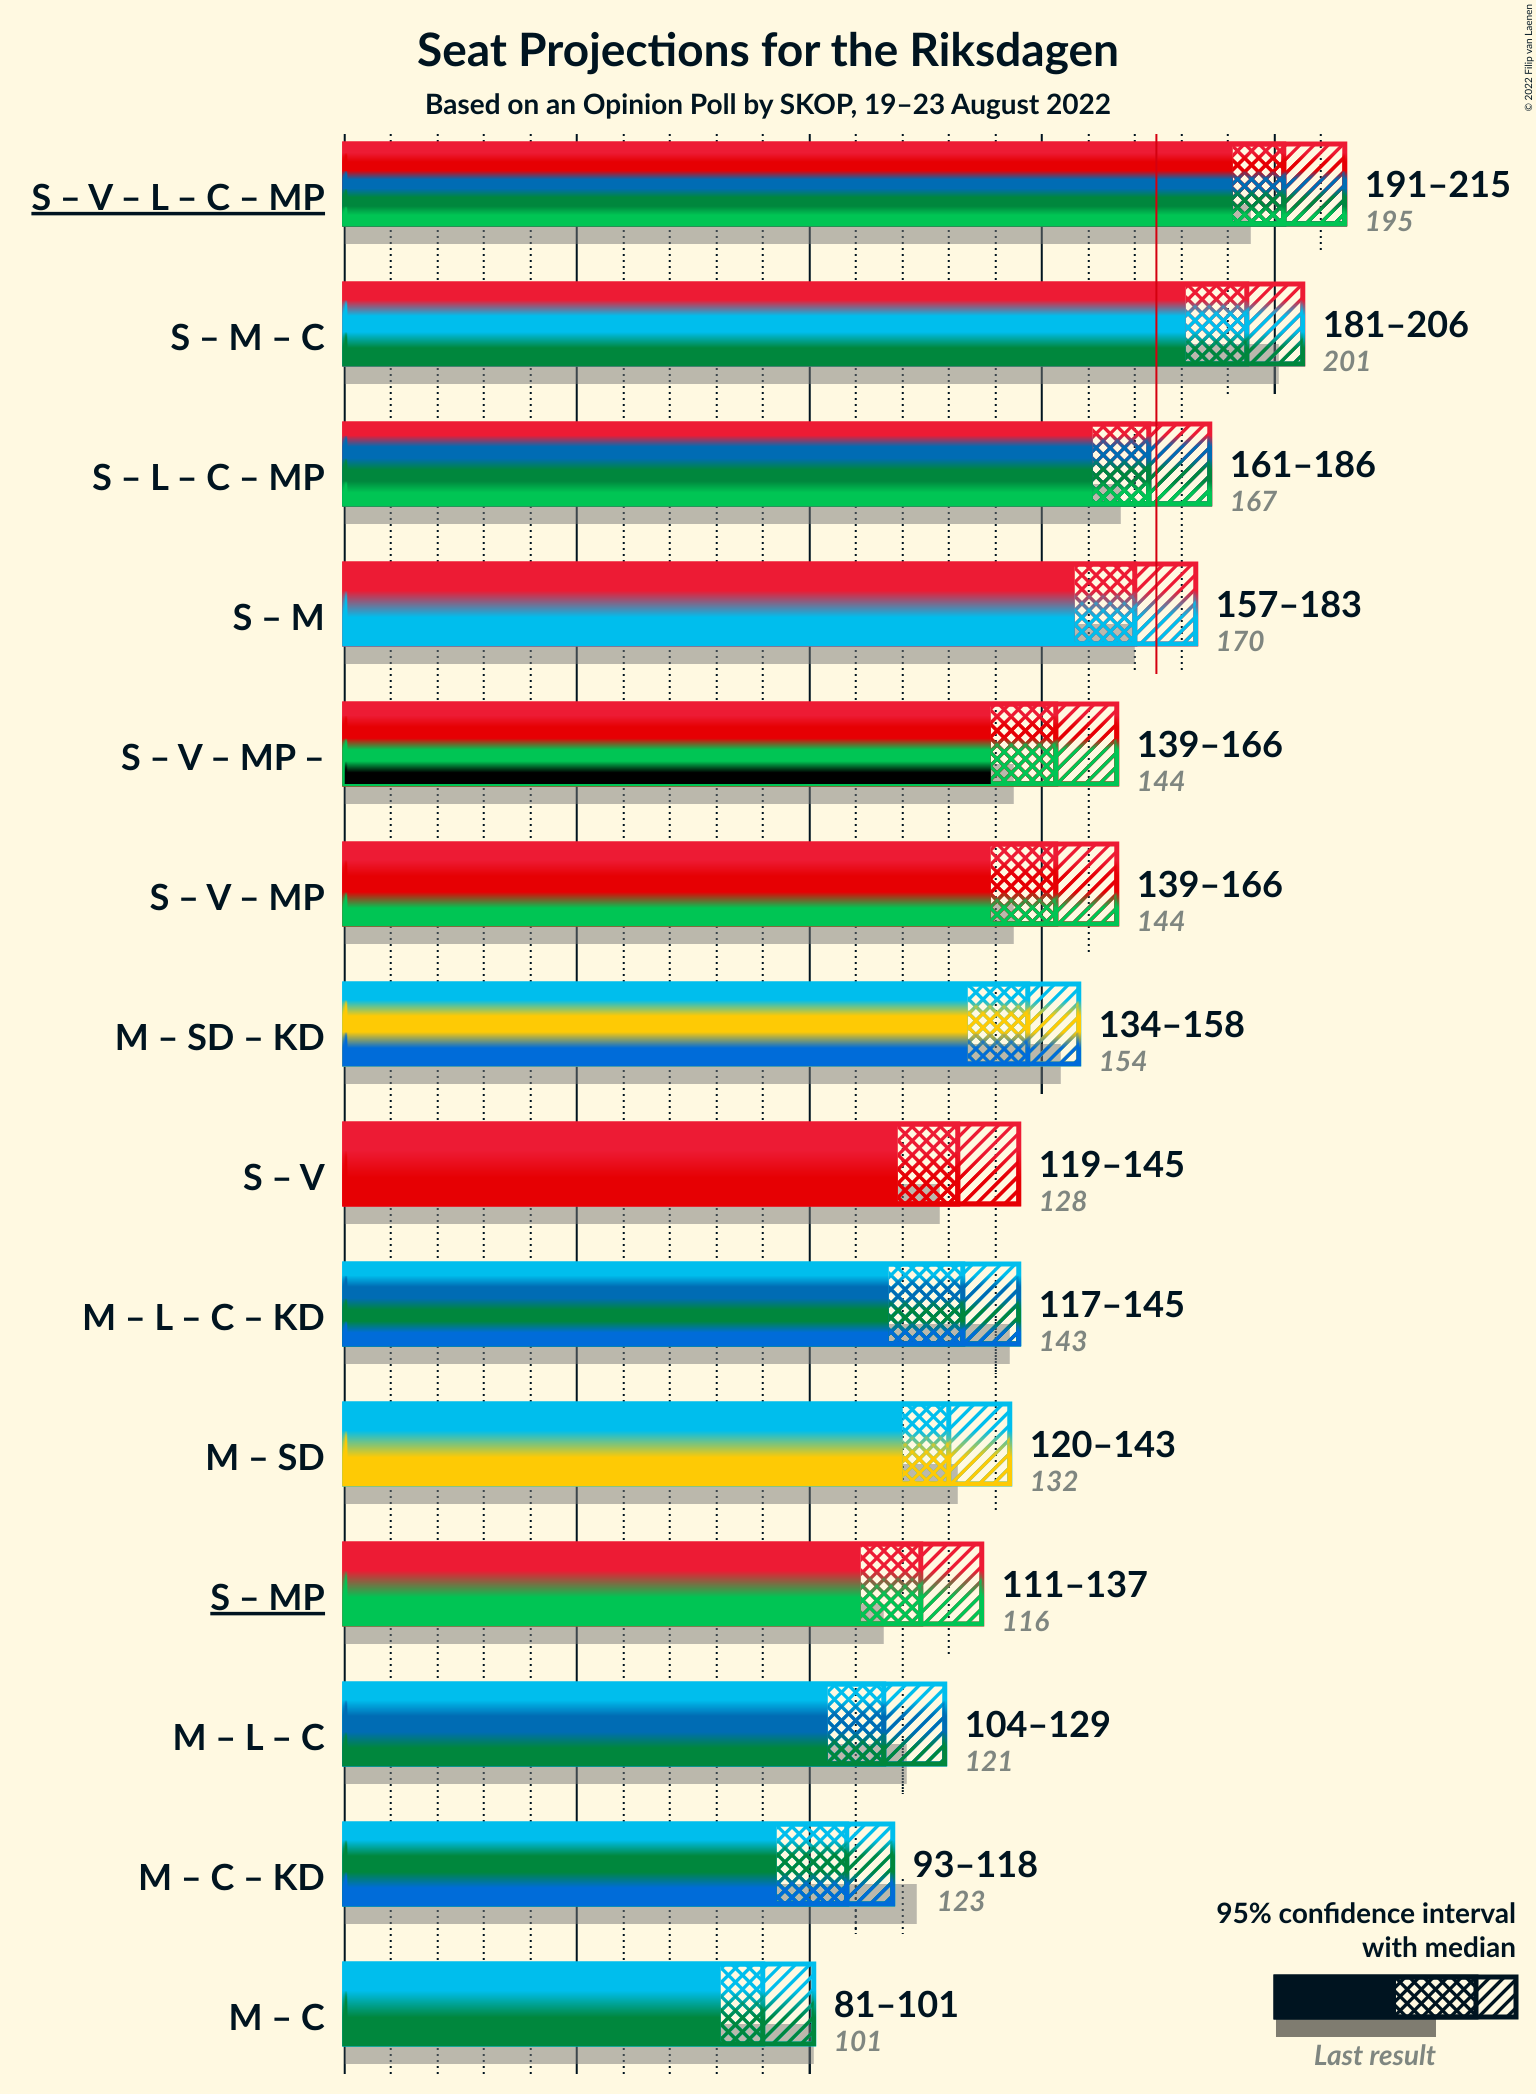 Seat Projections for the Riksdagen
Based on an Opinion Poll by SKOP, 19–23 August 2022
© 2022 Filip van Laenen
S – V – L – C – MP
191–215
195
S – M – C
181–206
201
S – L – C – MP
161–186
167
S – M
157–183
170
S – V – MP –
139–166
144
S – V – MP
139–166
144
M – SD – KD
134–158
154
S – V
119–145
128
M – L – C – KD
117–145
143
M – SD
120–143
132
S – MP
111–137
116
M – L – C
104–129
121
M – C – KD
93–118
123
M – C
81–101
101
95% confidence interval
with median
Last result